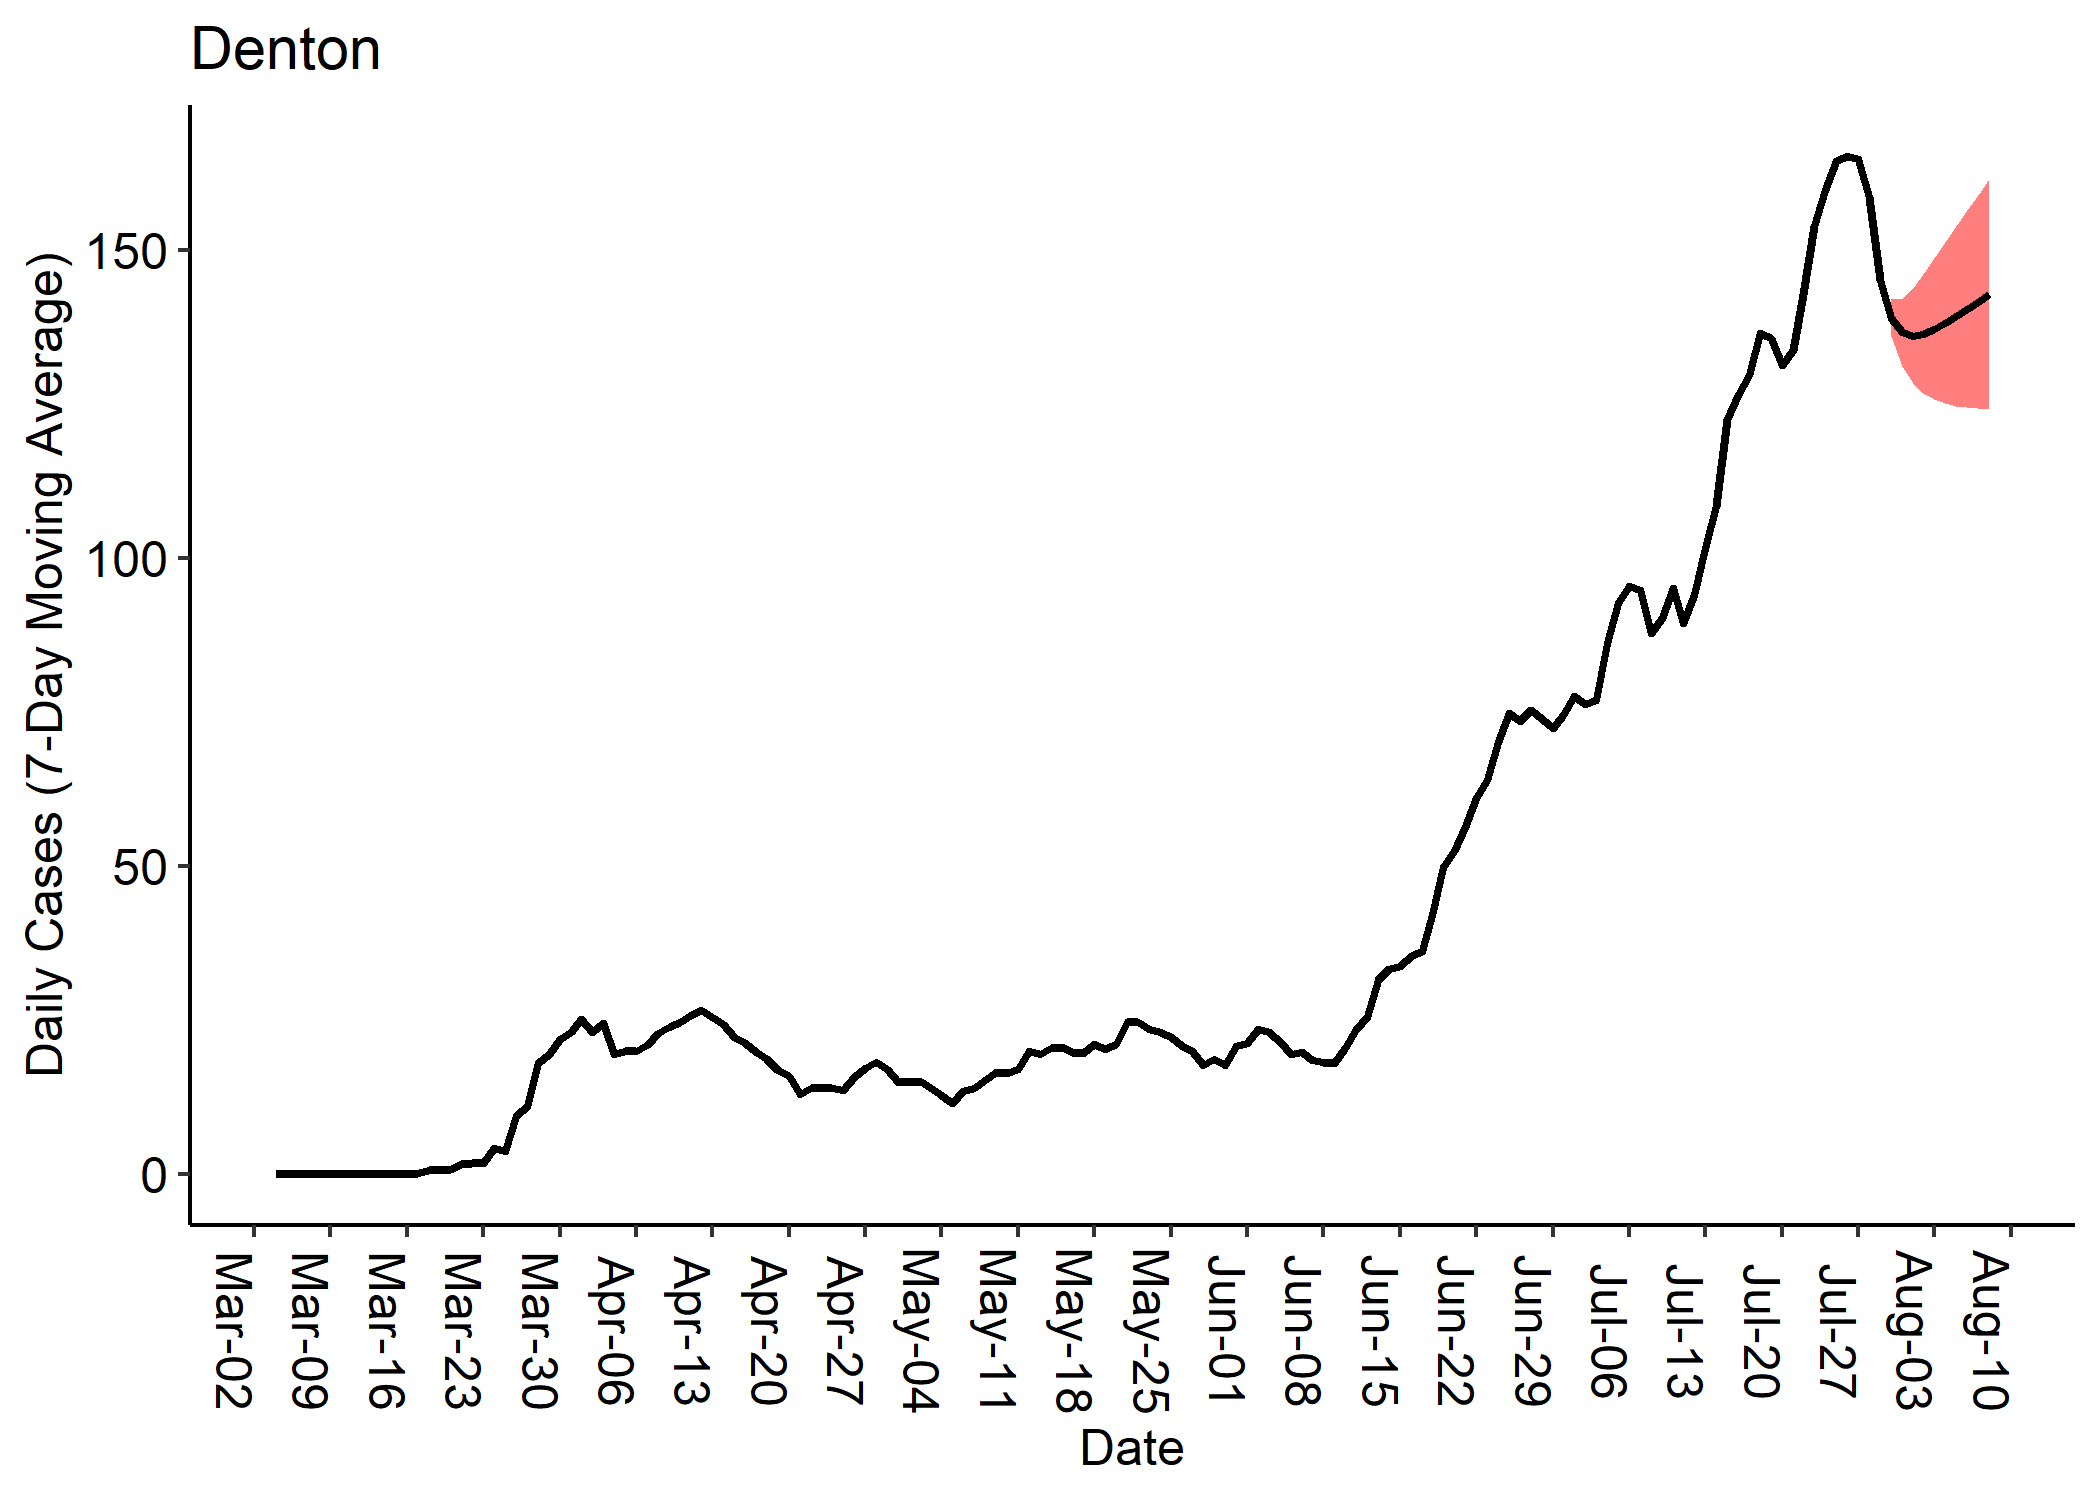 Denton
Daily Cases (7-Day Moving Average)
150
100
50
0
Mar-02
Mar-09
Mar-16
Mar-23
Mar-30
Apr-06
Apr-13
Apr-20
Apr-27
May-04
May-11
May-18
May-25
Jun-01
Jun-08
Jun-15
Jun-22
Jun-29
Jul-06
Jul-13
Jul-20
Jul-27
Aug-03
Aug-10
Date